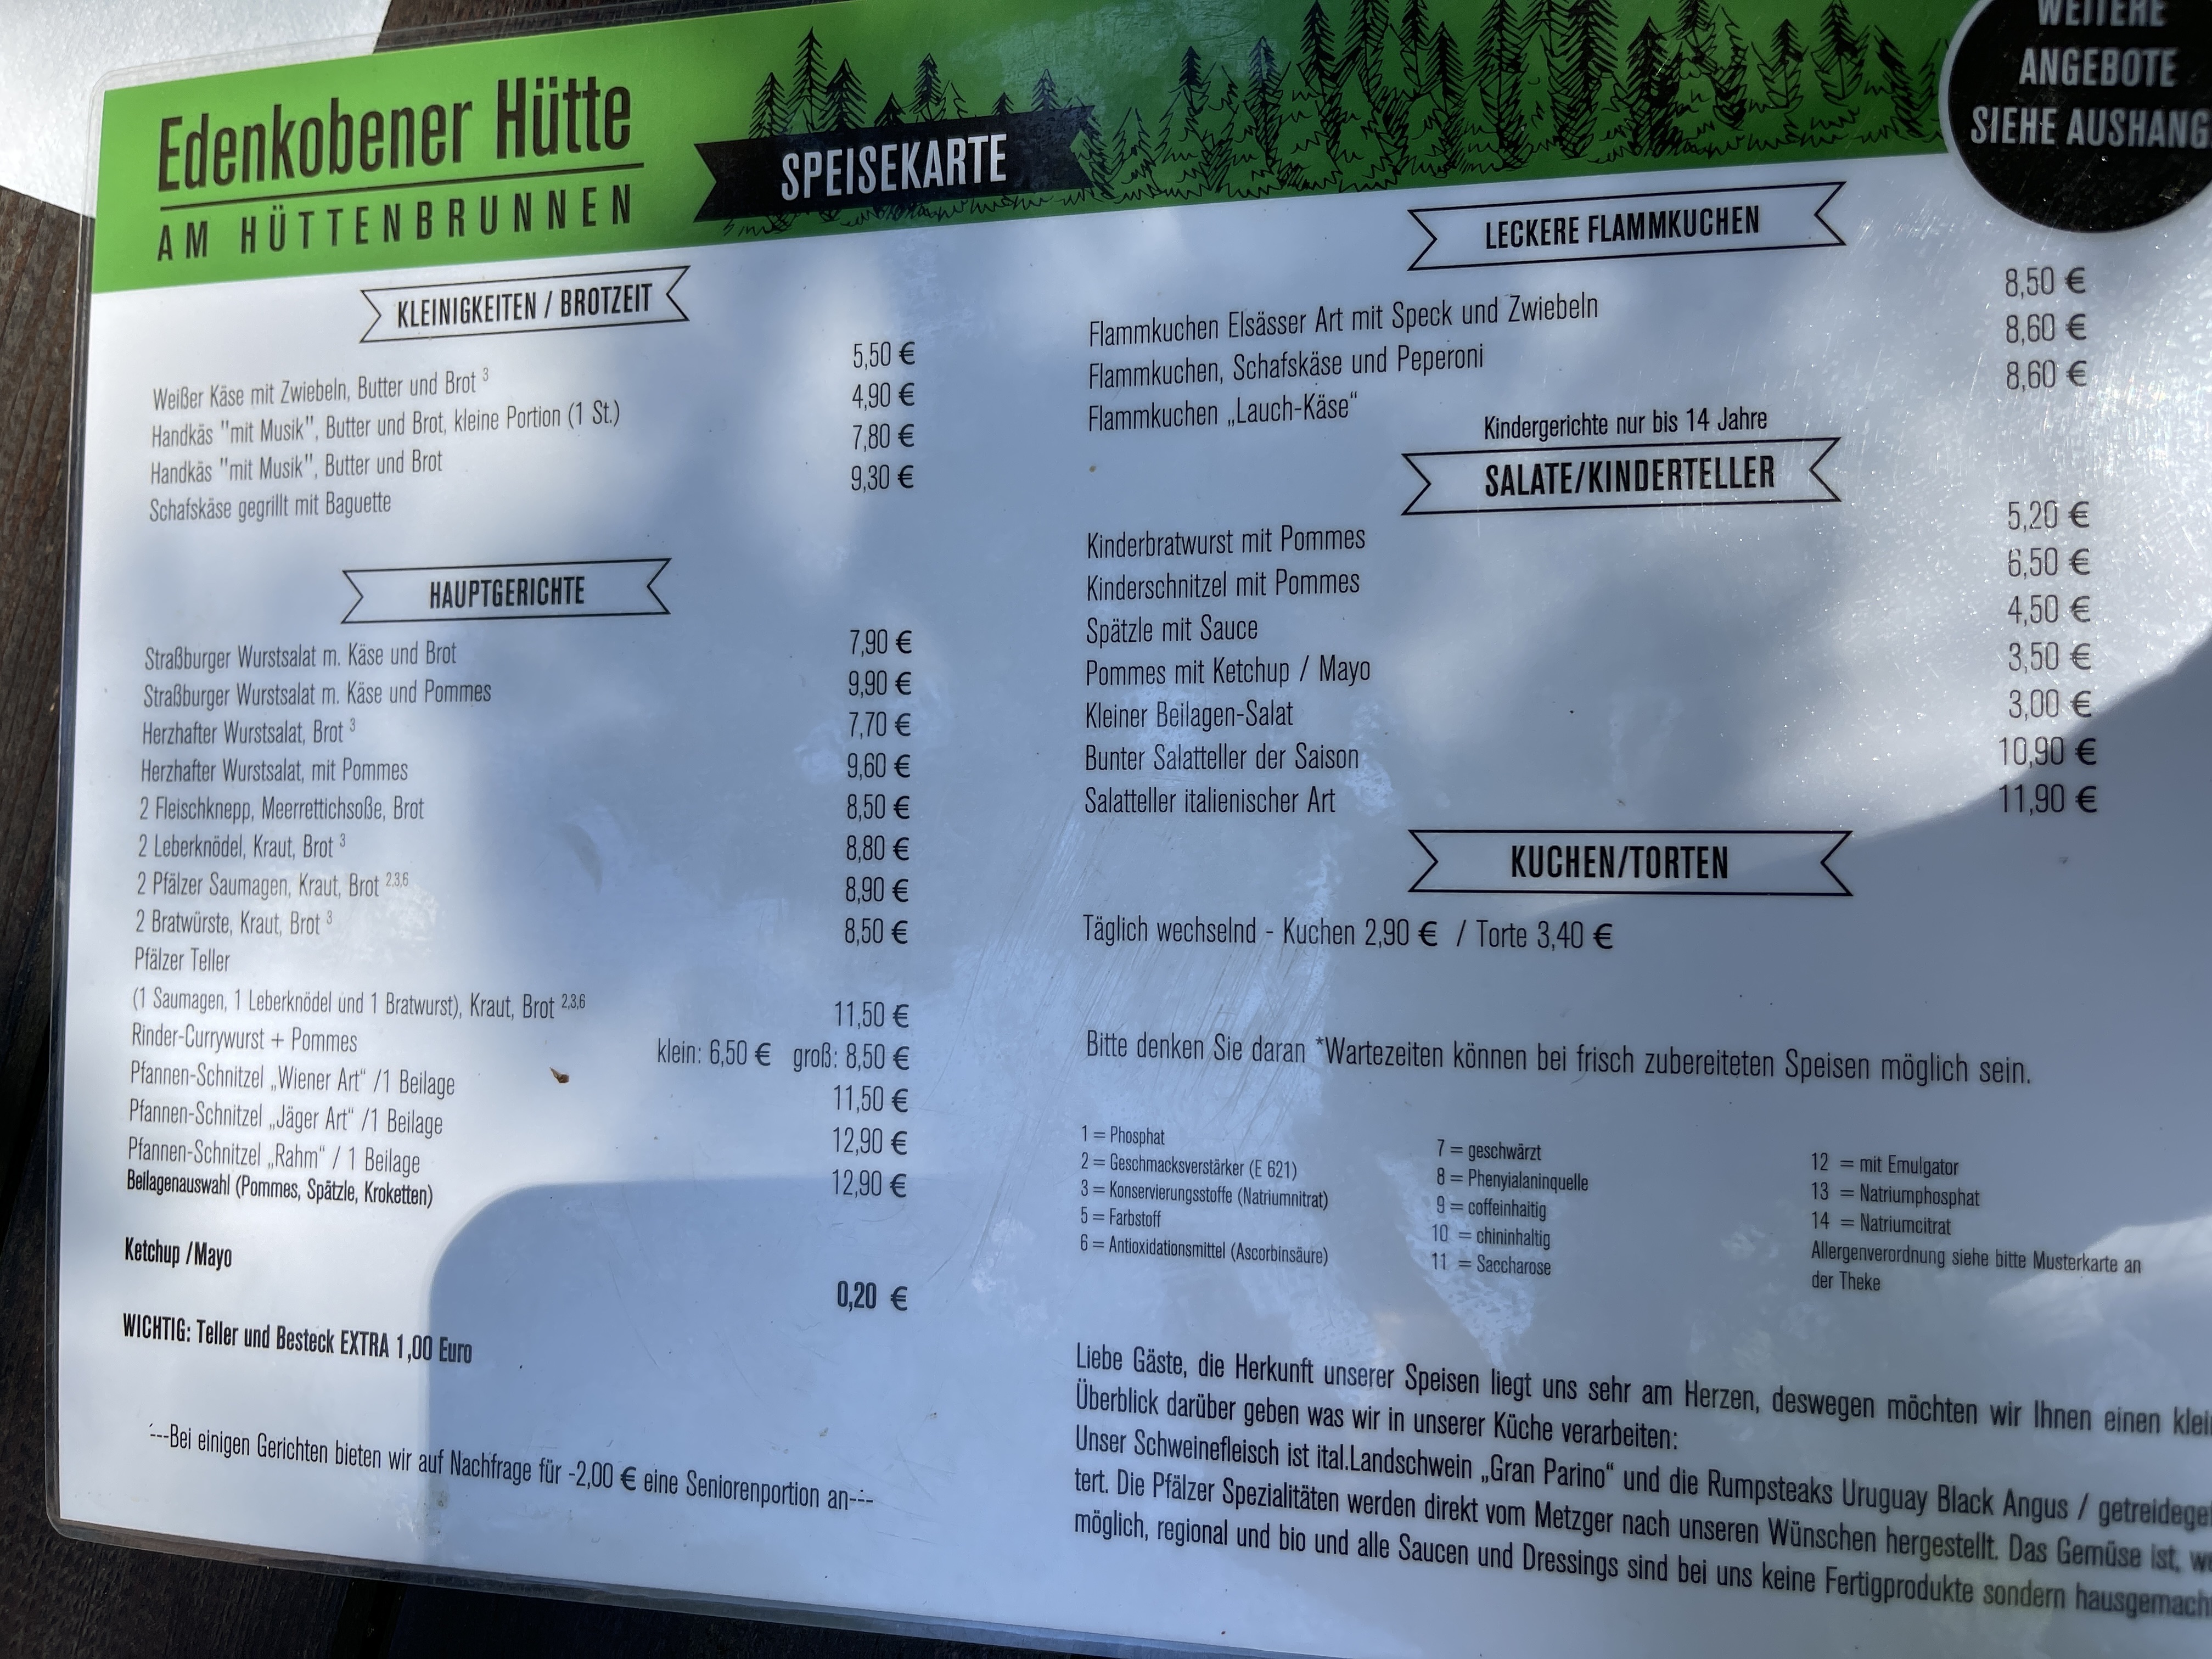 Edenkobener Hütte
AM HÜTTENBRUNNEN
SPEISEKARTE
WEITERE
ANGEBOTE
SIEHE AUSHANG
KLEINIGKEITEN / BROTZEIT
Weißer Käse mit Zwiebeln, Butter und Brot 3 5,50 €
Handkäs "mit Musik", Butter und Brot, kleine Portion (1 St.) 4,90 €
Handkäs "mit Musik", Butter und Brot 7,80 €
Schafskäse gegrillt mit Baguette 9,30 €
HAUPTGERICHTE
Straßburger Wurstsalat m. Käse und Brot 7,90 €
Straßburger Wurstsalat m. Käse und Pommes 9,90 €
Herzhafter Wurstsalat, Brot 3 7,70 €
Herzhafter Wurstsalat, mit Pommes 9,60 €
2 Fleischknepp, Meerrettichsoße, Brot 8,50 €
2 Leberknödel, Kraut, Brot 3 8,80 €
2 Pfälzer Saumagen, Kraut, Brot 2,3,6 8,90 €
2 Bratwürste, Kraut, Brot 3 8,50 €
Pfälzer Teller
(1 Saumagen, 1 Leberknödel und 1 Bratwurst), Kraut, Brot 2,3,6 11,50 €
Rinder-Currywurst + Pommes klein: 6,50 € groß: 8,50 €
Pfannen-Schnitzel „Wiener Art“ /1 Beilage 11,50 €
Pfannen-Schnitzel „Jäger Art“ /1 Beilage 12,90 €
Pfannen-Schnitzel „Rahm“ / 1 Beilage 12,90 €
Beilagenauswahl (Pommes, Spätzle, Kroketten)
Ketchup /Mayo 0,20 €
WICHTIG: Teller und Besteck EXTRA 1,00 Euro
---Bei einigen Gerichten bieten wir auf Nachfrage für -2,00 € eine Seniorenportion an---
LECKERE FLAMMKUCHEN
Flammkuchen Elsässer Art mit Speck und Zwiebeln 8,50 €
Flammkuchen, Schafskäse und Peperoni 8,60 €
Flammkuchen „Lauch-Käse“ 8,60 €
Kindergerichte nur bis 14 Jahre
SALATE/KINDERTELLER
Kinderbratwurst mit Pommes 5,20 €
Kinderschnitzel mit Pommes 6,50 €
Spätzle mit Sauce 4,50 €
Pommes mit Ketchup / Mayo 3,50 €
Kleiner Beilagen-Salat 3,00 €
Bunter Salatteller der Saison 10,90 €
Salatteller italienischer Art 11,90 €
KUCHEN/TORTEN
Täglich wechselnd - Kuchen 2,90 € / Torte 3,40 €
Bitte denken Sie daran *Wartezeiten können bei frisch zubereiteten Speisen möglich sein.
1 = Phosphat
2 = Geschmacksverstärker (E 621)
3 = Konservierungsstoffe (Natriumnitrat)
5 = Farbstoff
6 = Antioxidationsmittel (Ascorbinsäure)
7 = geschwärzt
8 = Phenyialaninquelle
9 = coffeinhaitig
10 = chininhaltig
11 = Saccharose
12 = mit Emulgator
13 = Natriumphosphat
14 = Natriumcitrat
Allergenverordnung siehe bitte Musterkarte an
der Theke
Liebe Gäste, die Herkunft unserer Speisen liegt uns sehr am Herzen, deswegen möchten wir Ihnen einen klei
Überblick darüber geben was wir in unserer Küche verarbeiten:
Unser Schweinefleisch ist ital.Landschwein „Gran Parino“ und die Rumpsteaks Uruguay Black Angus / getreidege
tert. Die Pfälzer Spezialitäten werden direkt vom Metzger nach unseren Wünschen hergestellt. Das Gemüse ist,
möglich, regional und bio und alle Saucen und Dressings sind bei uns keine Fertigprodukte sondern hausgemach